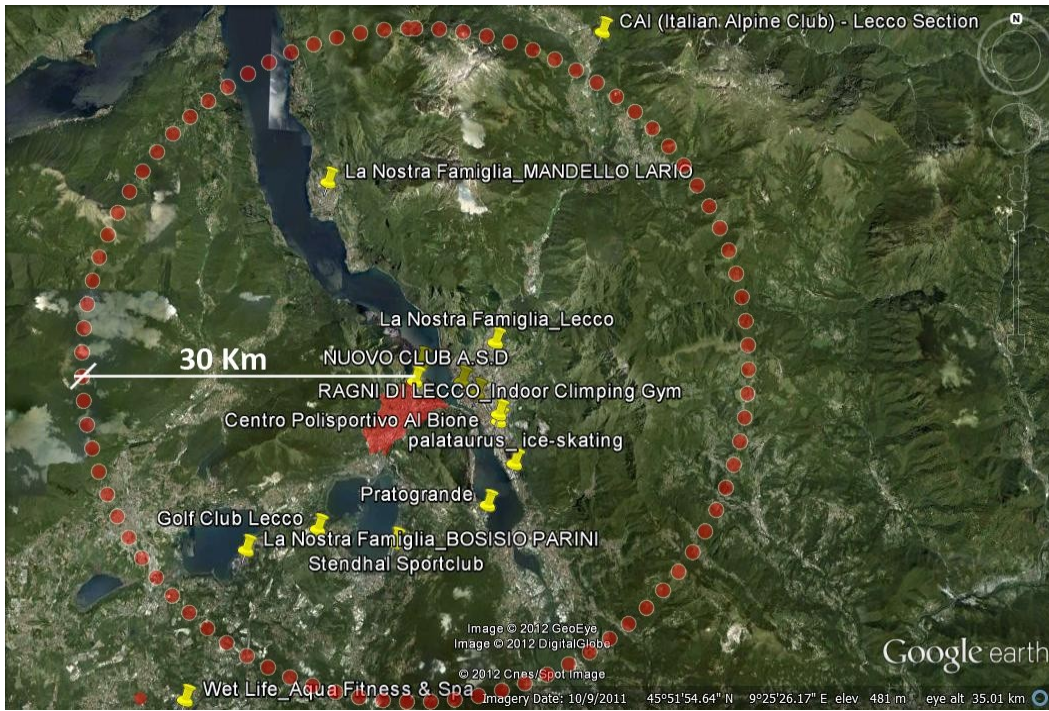 N
CAI (Italian Alpine Club) - Lecco Section
La Nostra Famiglia_MANDELLO LARIO
La Nostra Famiglia_Lecco
30 Km
NUOVO CLUB A.S.D
RAGNI DI LECCO_Indoor Climping Gym
Centro Polisportivo Al Bione
palataurus_ ice-skating
Pratogrande
Golf Club Lecco
La Nostra Famiglia_BOSISIO PARINI
Stendhal Sportclub
Image © 2012 GeoEye
Image © 2012 DigitalGlobe
Google earth
© 2012 Cnes/Spot Image
Wet Life_Aqua Fitness & Spa
Imagery Date: 10/9/2011 45°51'54.64" N 9°25'26.17" E elev 481 m eye alt 35.01 km